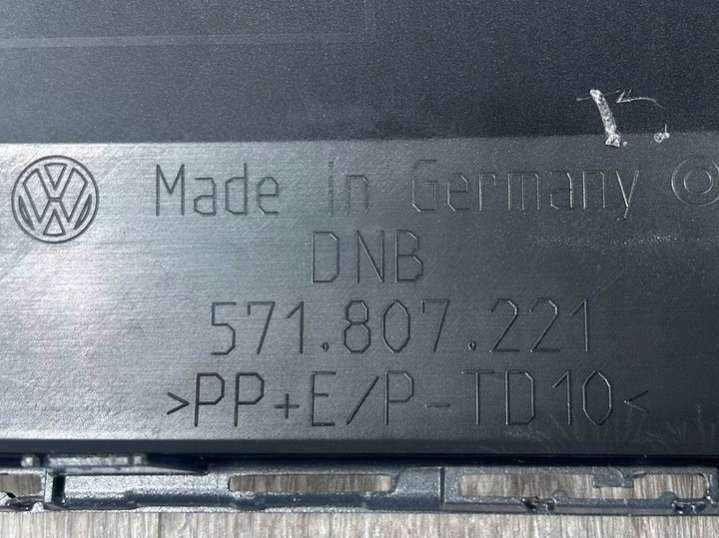 Made in Germany
DNB
571.807.221
>PP+E/P-TD10<